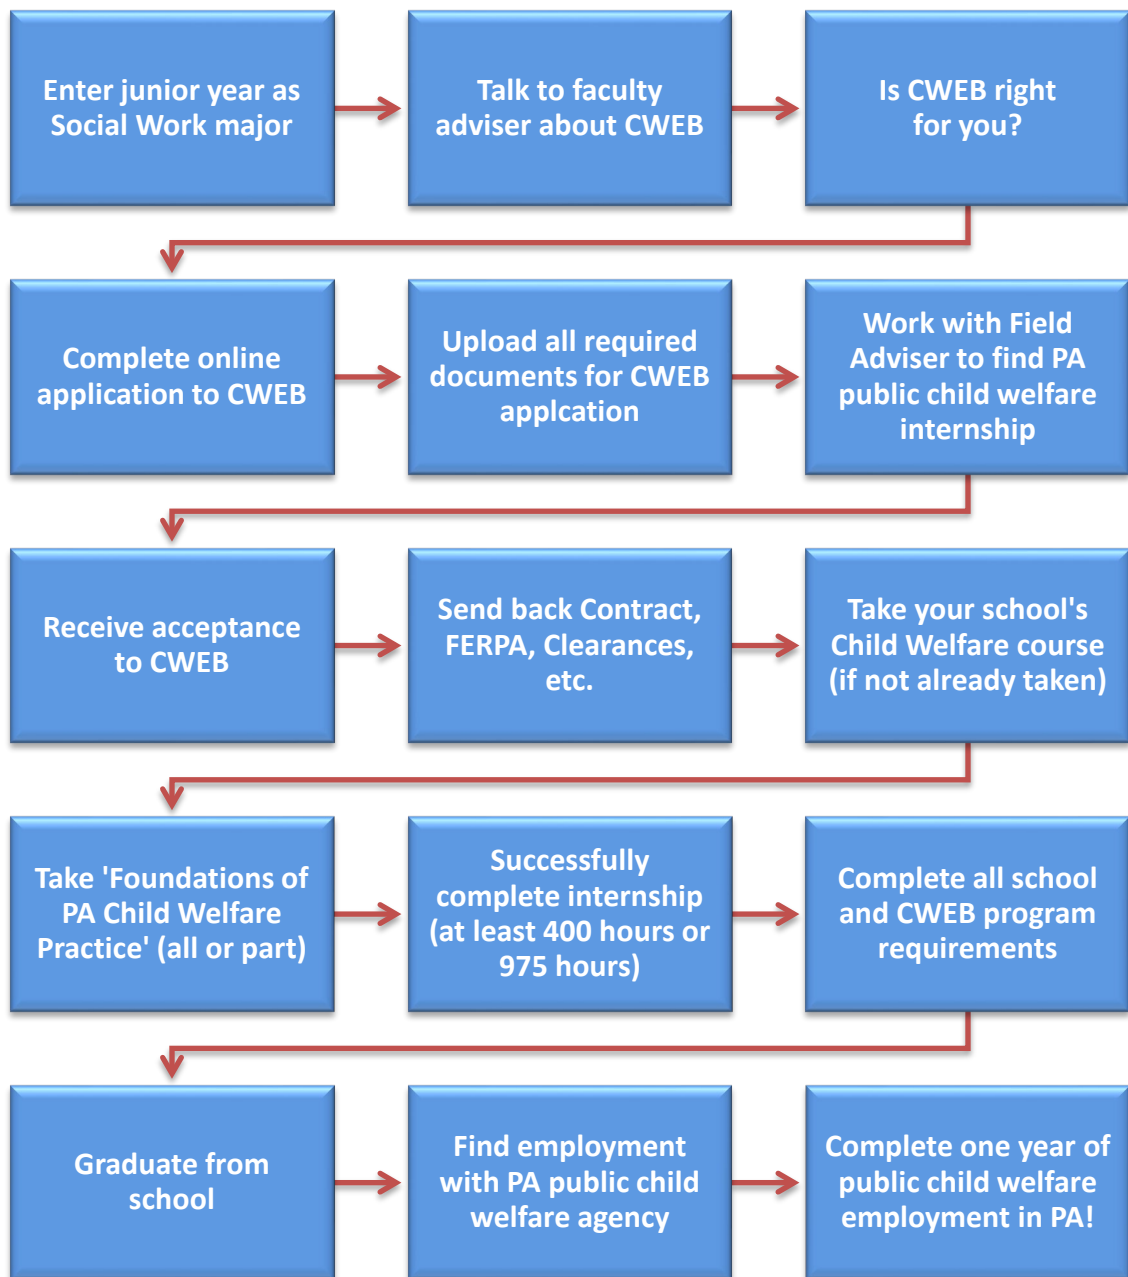 Enter junior year as
Social Work major
Talk to faculty
adviser about CWEB
Is CWEB right
for you?
Complete online
application to CWEB
Upload all required
documents for CWEB
applcation
Work with Field
Adviser to find PA
public child welfare
internship
Receive acceptance
to CWEB
Send back Contract,
FERPA, Clearances,
etc.
Take your school's
Child Welfare course
(if not already taken)
Take 'Foundations of
PA Child Welfare
Practice' (all or part)
Successfully
complete internship
(at least 400 hours or
975 hours)
Complete all school
and CWEB program
requirements
Graduate from
school
Find employment
with PA public child
welfare agency
Complete one year of
public child welfare
employment in PA!